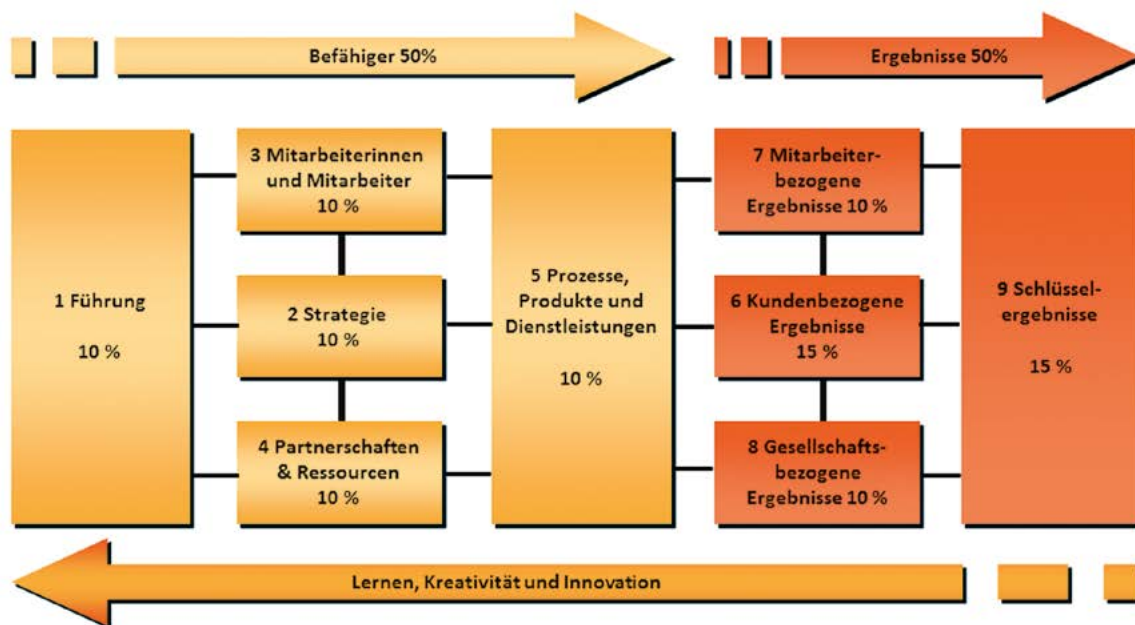 Befähiger 50%
Ergebnisse 50%
1 Führung
10 %
3 Mitarbeiterinnen
und Mitarbeiter
10 %
2 Strategie
10 %
4 Partnerschaften
& Ressourcen
10 %
5 Prozesse,
Produkte und
Dienstleistungen
10 %
7 Mitarbeiter-
bezogene
Ergebnisse 10 %
6 Kundenbezogene
Ergebnisse
15 %
8 Gesellschafts-
bezogene
Ergebnisse 10 %
9 Schlüssel-
ergebnisse
15 %
Lernen, Kreativität und Innovation